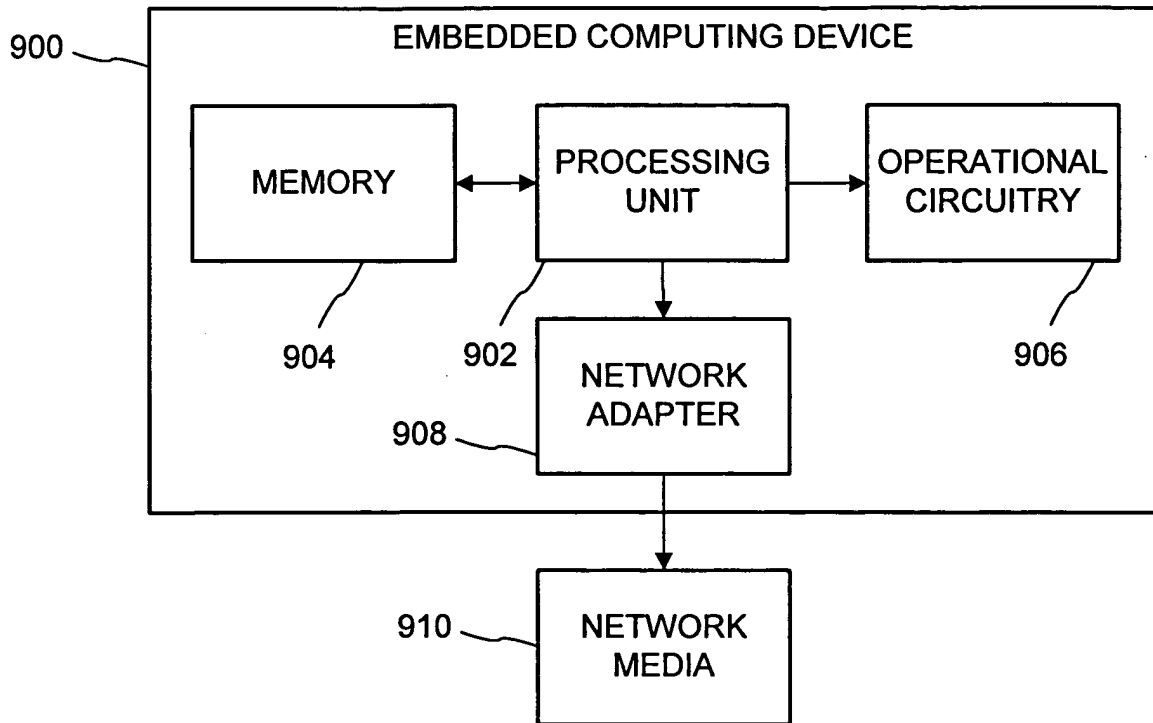 EMBEDDED COMPUTING DEVICE
900
MEMORY
PROCESSING
UNIT
OPERATIONAL
CIRCUITRY
904
902
906
NETWORK
ADAPTER
908
NETWORK
MEDIA
910